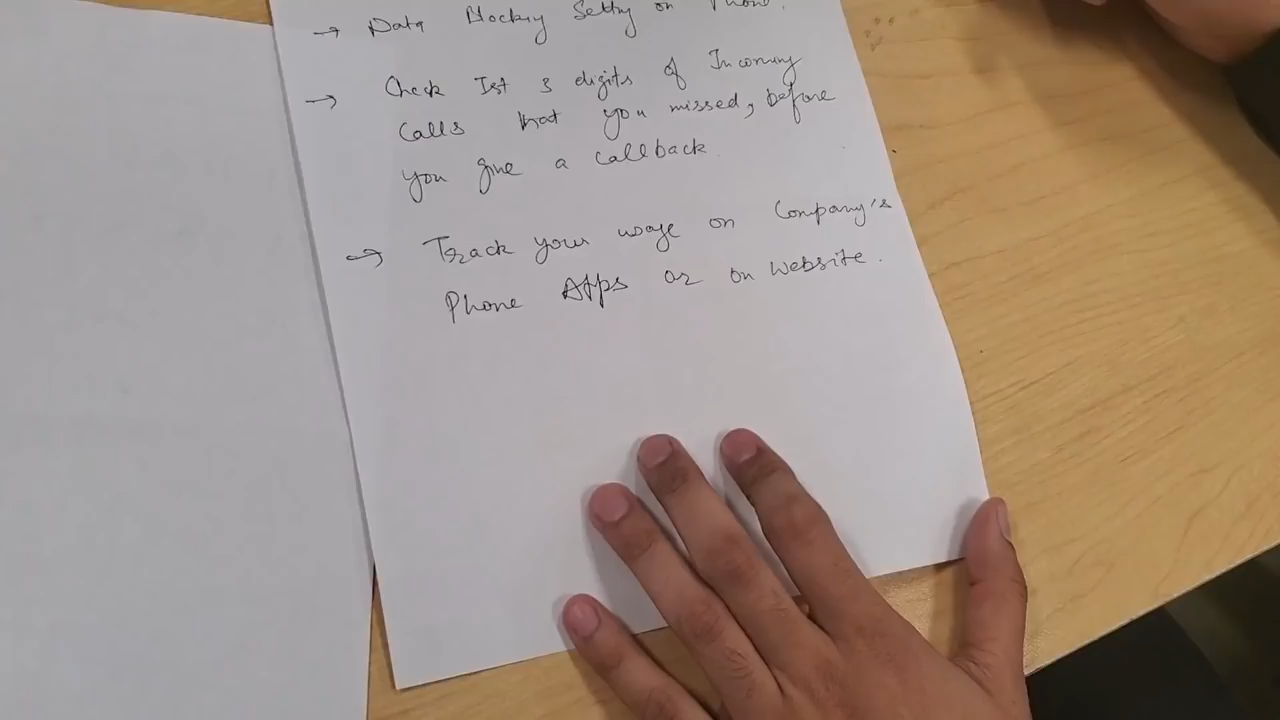 → Data Blocking Setting on Phone.
→ Check Ist 3 digits of Incoming
Calls that you missed, before
you give a callback.
→ Track your usage on Company's
Phone Apps or on website.